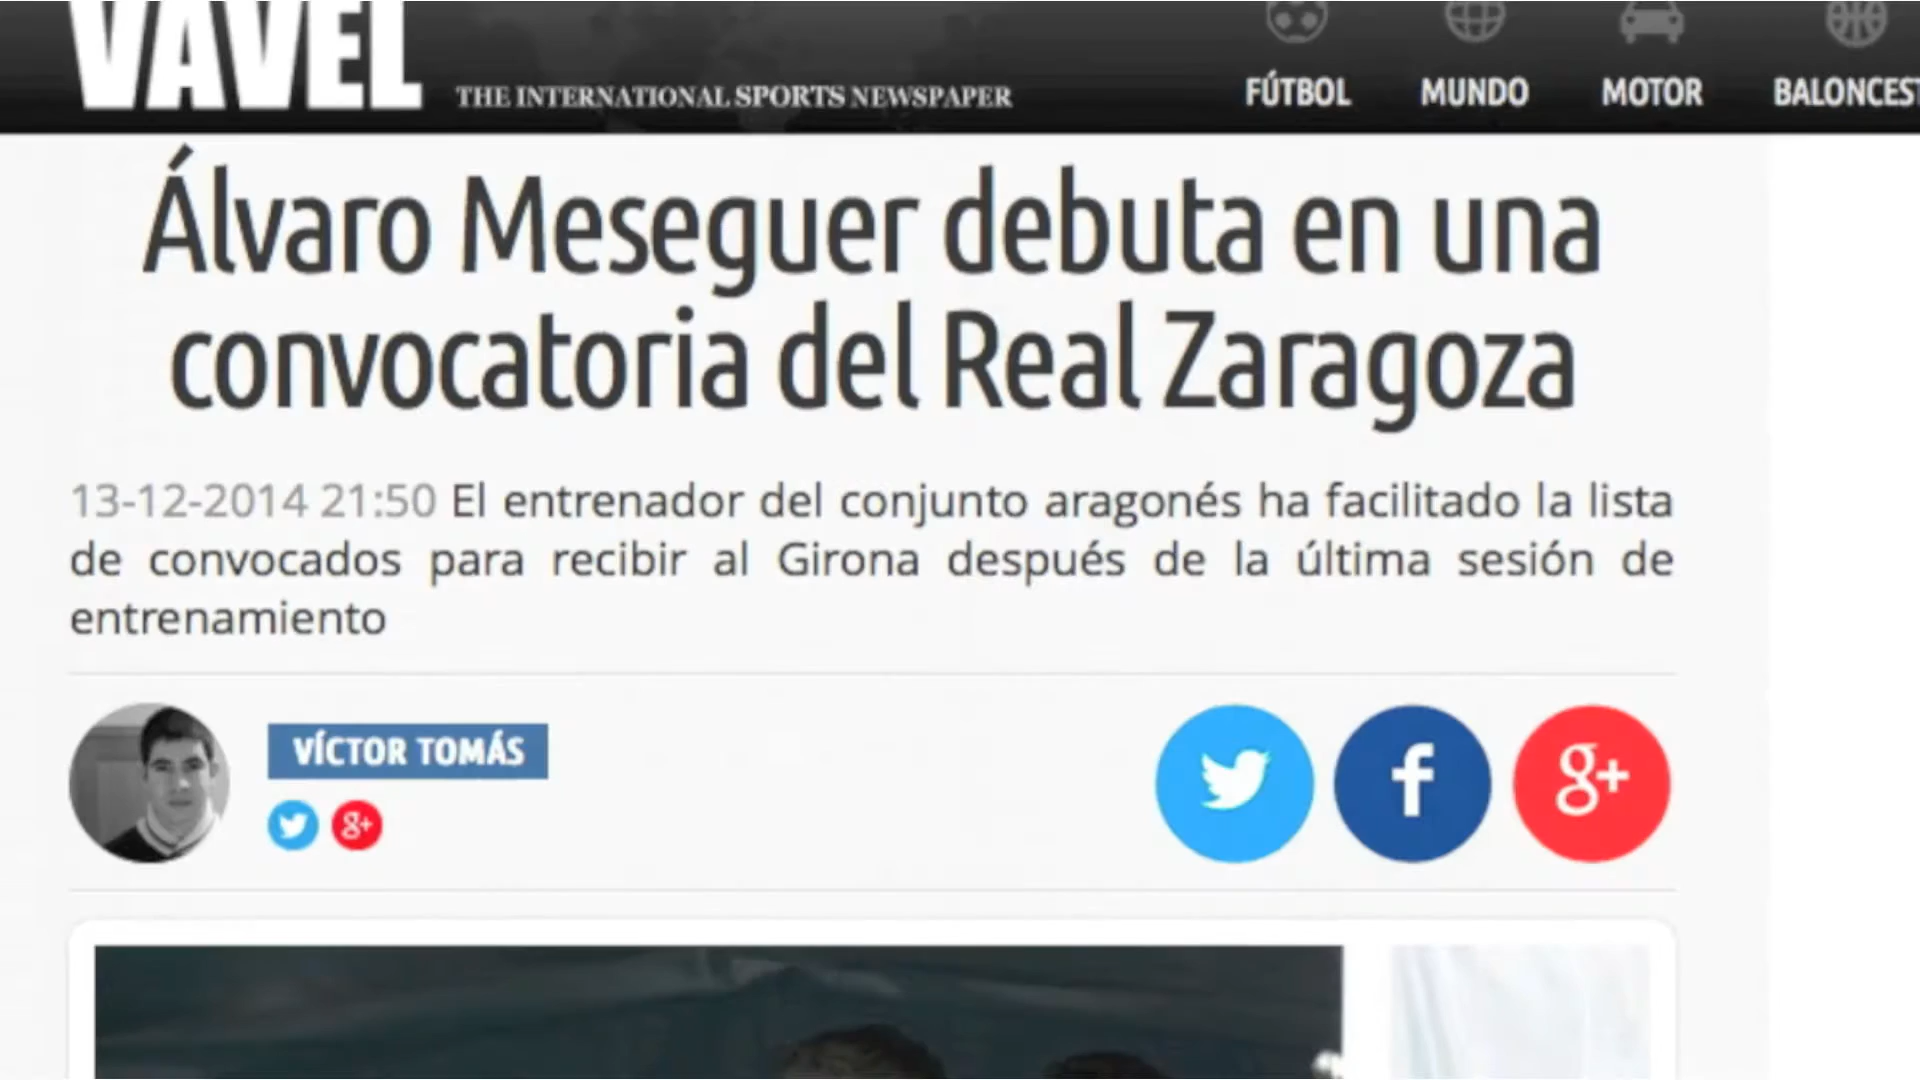 VAVEL
THE INTERNATIONAL SPORTS NEWSPAPER
FÚTBOL MUNDO MOTOR BALONCEST
Álvaro Meseguer debuta en una
convocatoria del Real Zaragoza
13-12-2014 21:50 El entrenador del conjunto aragonés ha facilitado la lista
de convocados para recibir al Girona después de la última sesión de
entrenamiento
VÍCTOR TOMÁS
g+
f
g+